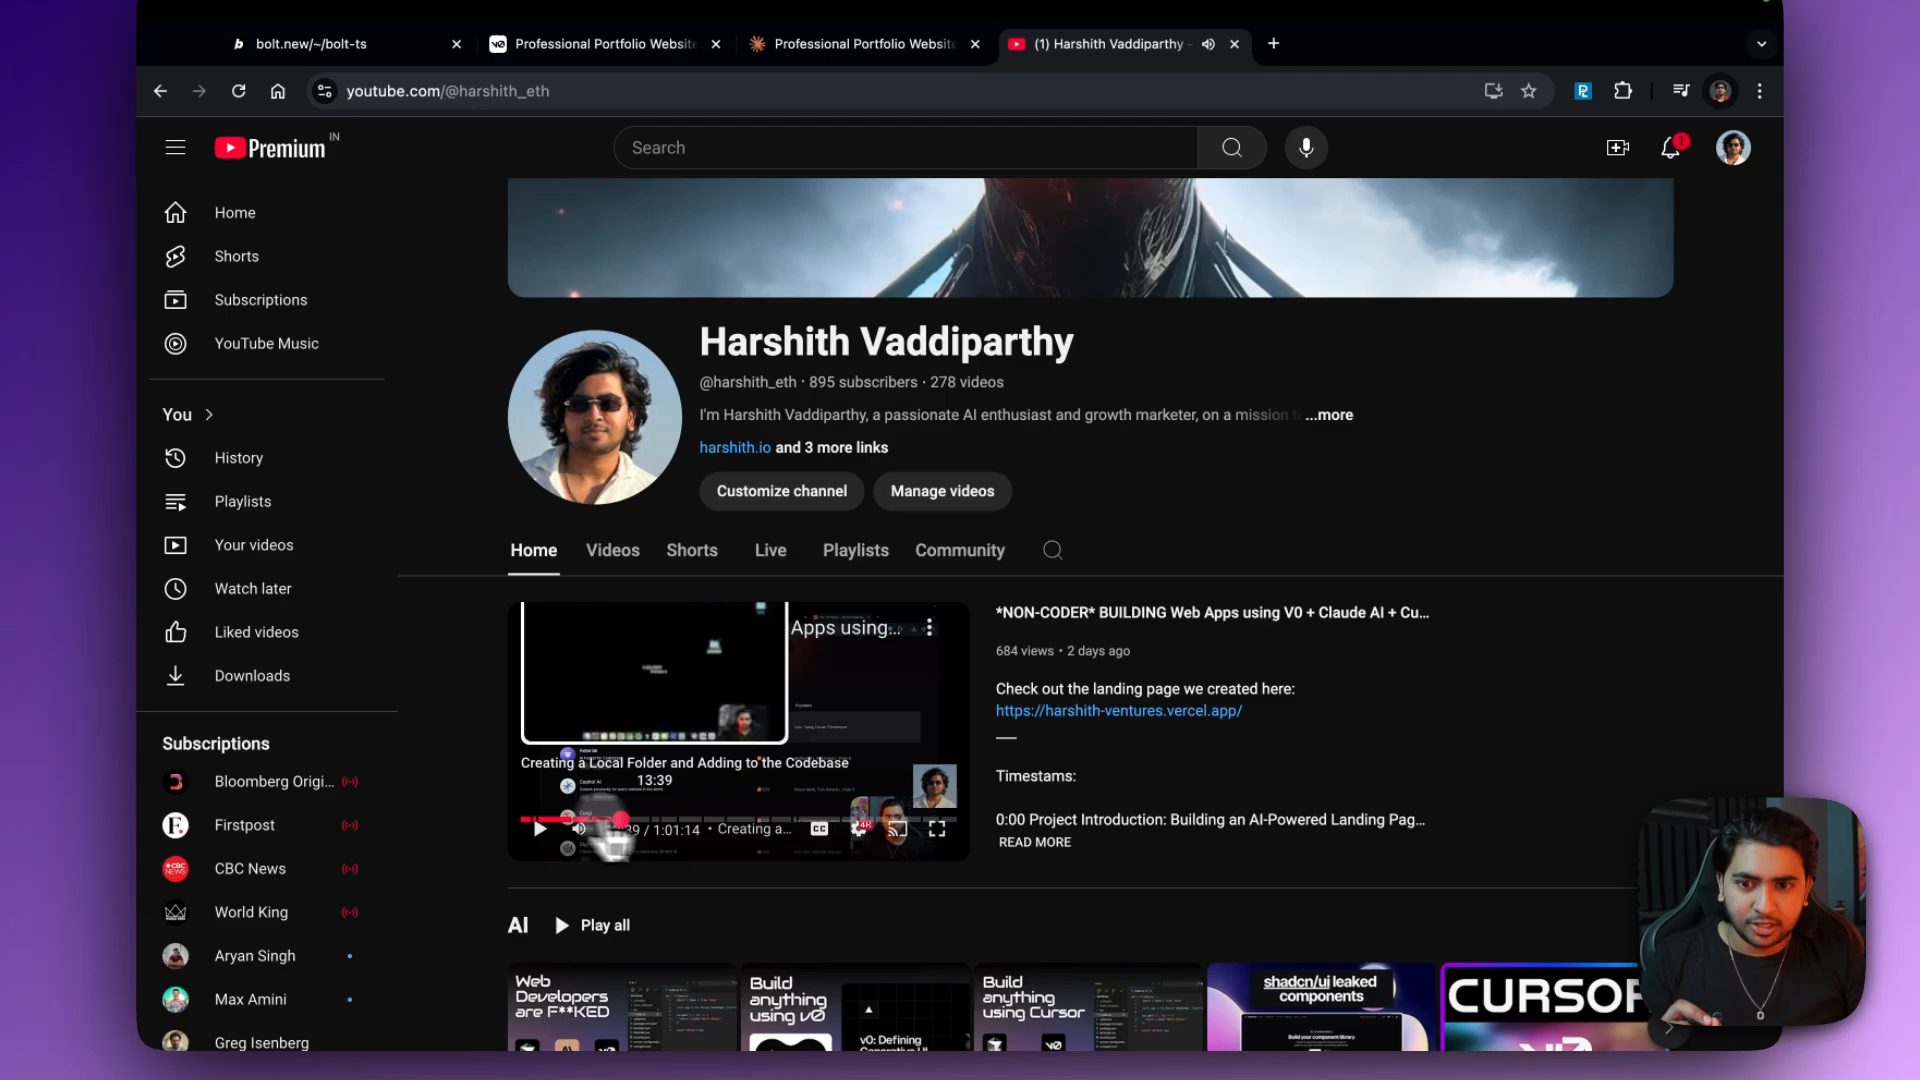 bolt.new/~/bolt-ts
Professional Portfolio Website
Professional Portfolio Website
(1) Harshith Vaddiparthy -
youtube.com/@harshith_eth
Premium IN
Search
1
Home
Shorts
Subscriptions
YouTube Music
You
History
Playlists
Your videos
Watch later
Liked videos
Downloads
Subscriptions
Bloomberg Origi...
Firstpost
CBC News
World King
Aryan Singh
Max Amini
Greg Isenberg
Harshith Vaddiparthy
@harshith_eth · 895 subscribers · 278 videos
I'm Harshith Vaddiparthy, a passionate AI enthusiast and growth marketer, on a mission ...more
harshith.io and 3 more links
Customize channel
Manage videos
Home
Videos
Shorts
Live
Playlists
Community
Apps using...
Creating a Local Folder and Adding to the Codebase
13:39
/ 1:01:14 • Creating a...
CC
4K
*NON-CODER* BUILDING Web Apps using V0 + Claude AI + Cu...
684 views • 2 days ago
Check out the landing page we created here:
https://harshith-ventures.vercel.app/
—
Timestams:
0:00 Project Introduction: Building an AI-Powered Landing Pag...
READ MORE
AI
Play all
Web
Developers
are F**KED
Build
anything
using v0
v0: Defining
Build
anything
using Cursor
shadcn/ui leaked
components
Build your component library
CURSOR